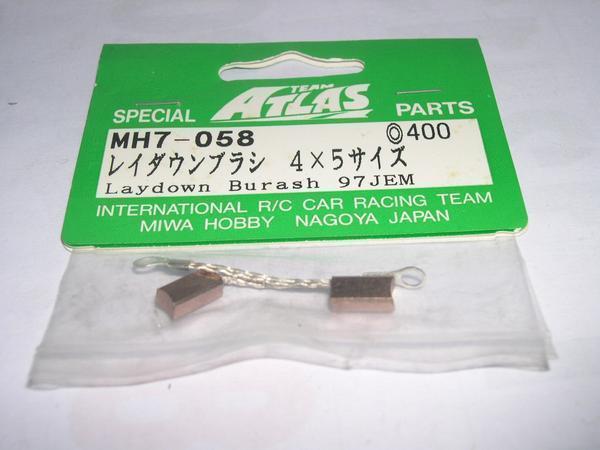 TEAM
ATLAS
SPECIAL PARTS
MH7-058 ◎400
レイダウンブラシ 4×5サイズ
Laydown Burash 97JEM
INTERNATIONAL R/C CAR RACING TEAM
MIWA HOBBY NAGOYA JAPAN